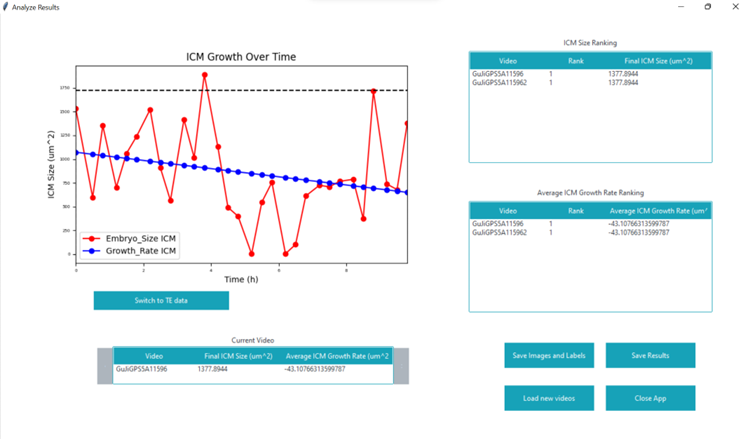 Analyze Results
ICM Growth Over Time
ICM Size (um^2)
1750
1500
1250
1000
750
500
250
0
Embryo_Size ICM
Growth_Rate ICM
0 2 4 6 8
Time (h)
Switch to TE data
Current Video
Video Final ICM Size (um^2) Average ICM Growth Rate (um^2
GuJiGPS5A11596 1377.8944 -43.10766313599787
ICM Size Ranking
Video Rank Final ICM Size (um^2)
GuJiGPS5A11596 1 1377.8944
GuJiGPS5A115962 1 1377.8944
Average ICM Growth Rate Ranking
Video Rank Average ICM Growth Rate (um^
GuJiGPS5A11596 1 -43.10766313599787
GuJiGPS5A115962 1 -43.10766313599787
Save Images and Labels Save Results
Load new videos Close App